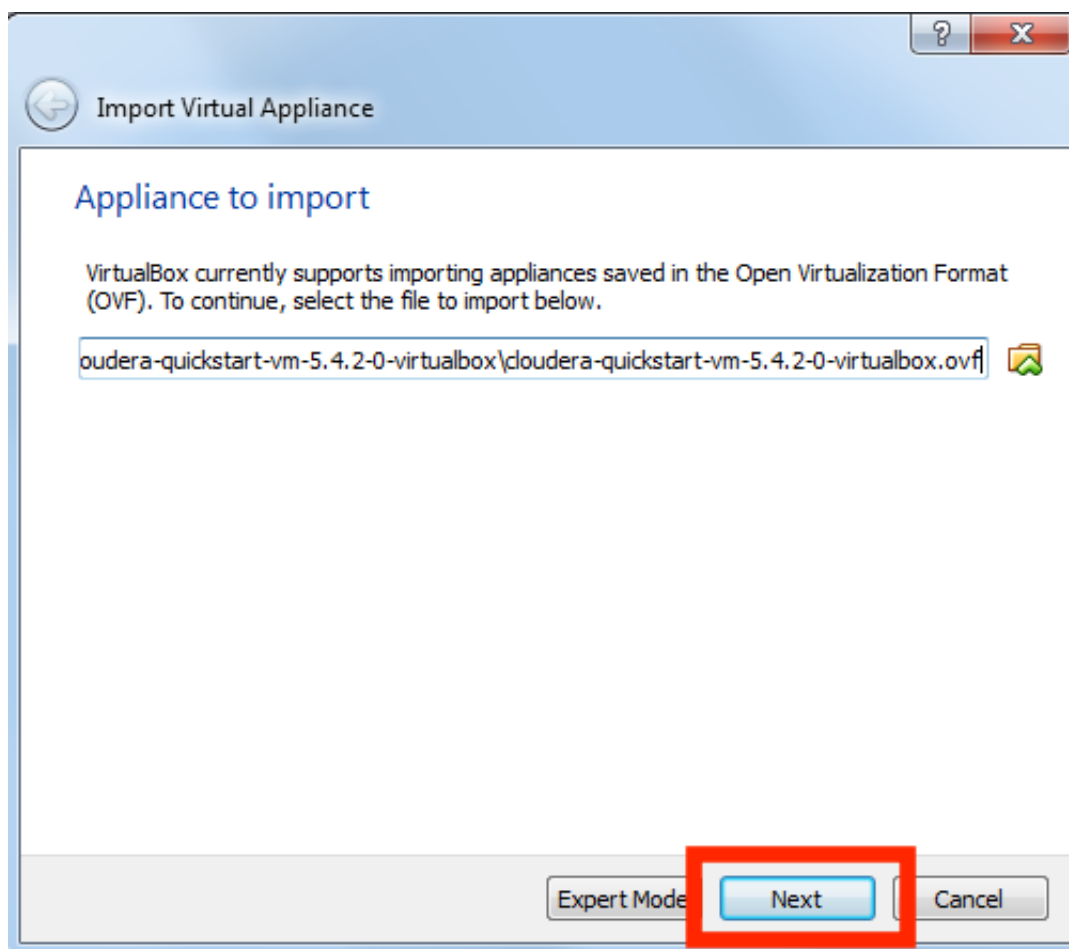 Import Virtual Appliance
Appliance to import
VirtualBox currently supports importing appliances saved in the Open Virtualization Format
(OVF). To continue, select the file to import below.
oudera-quickstart-vm-5.4.2-0-virtualbox\cloudera-quickstart-vm-5.4.2-0-virtualbox.ovf
Expert Mode Next Cancel